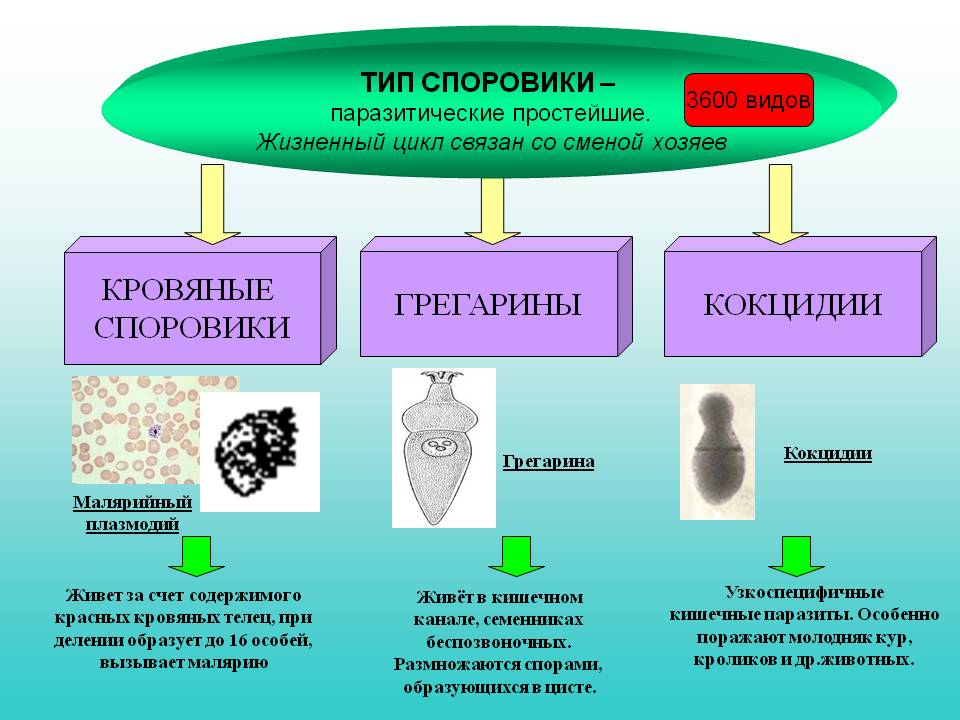 ТИП СПОРОВИКИ –
паразитические простейшие.
Жизненный цикл связан со сменой хозяев
3600 видов
КРОВЯНЫЕ
СПОРОВИКИ
ГРЕГАРИНЫ
КОКЦИДИИ
Малярийный
плазмодий
Грегарина
Кокцидии
Живет за счет содержимого
красных кровяных телец, при
делении образует до 16 особей,
вызывает малярию
Живёт в кишечном
канале, семенниках
беспозвоночных.
Размножаются спорами,
образующихся в цисте.
Узкоспецифичные
кишечные паразиты. Особенно
поражают молодняк кур,
кроликов и др.животных.